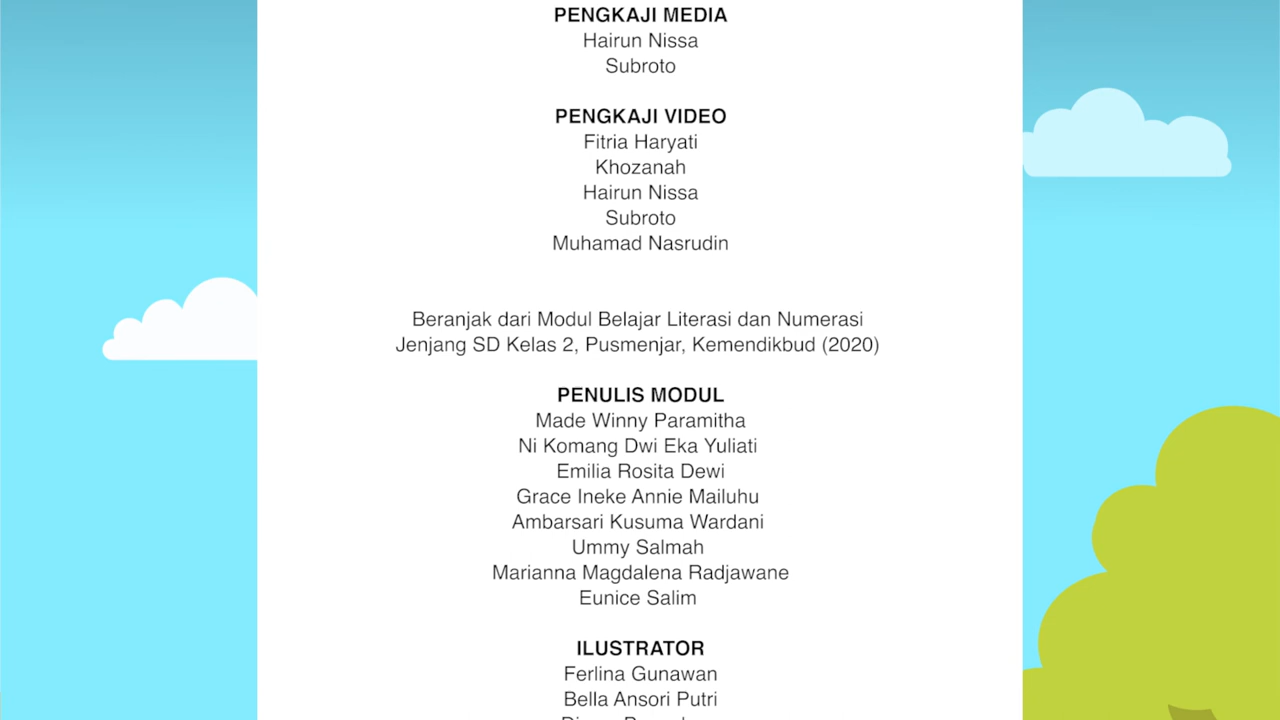 PENGKAJI MEDIA
Hairun Nissa
Subroto
PENGKAJI VIDEO
Fitria Haryati
Khozanah
Hairun Nissa
Subroto
Muhamad Nasrudin
Beranjak dari Modul Belajar Literasi dan Numerasi
Jenjang SD Kelas 2, Pusmenjar, Kemendikbud (2020)
PENULIS MODUL
Made Winny Paramitha
Ni Komang Dwi Eka Yuliati
Emilia Rosita Dewi
Grace Ineke Annie Mailuhu
Ambarsari Kusuma Wardani
Ummy Salmah
Marianna Magdalena Radjawane
Eunice Salim
ILUSTRATOR
Ferlina Gunawan
Bella Ansori Putri